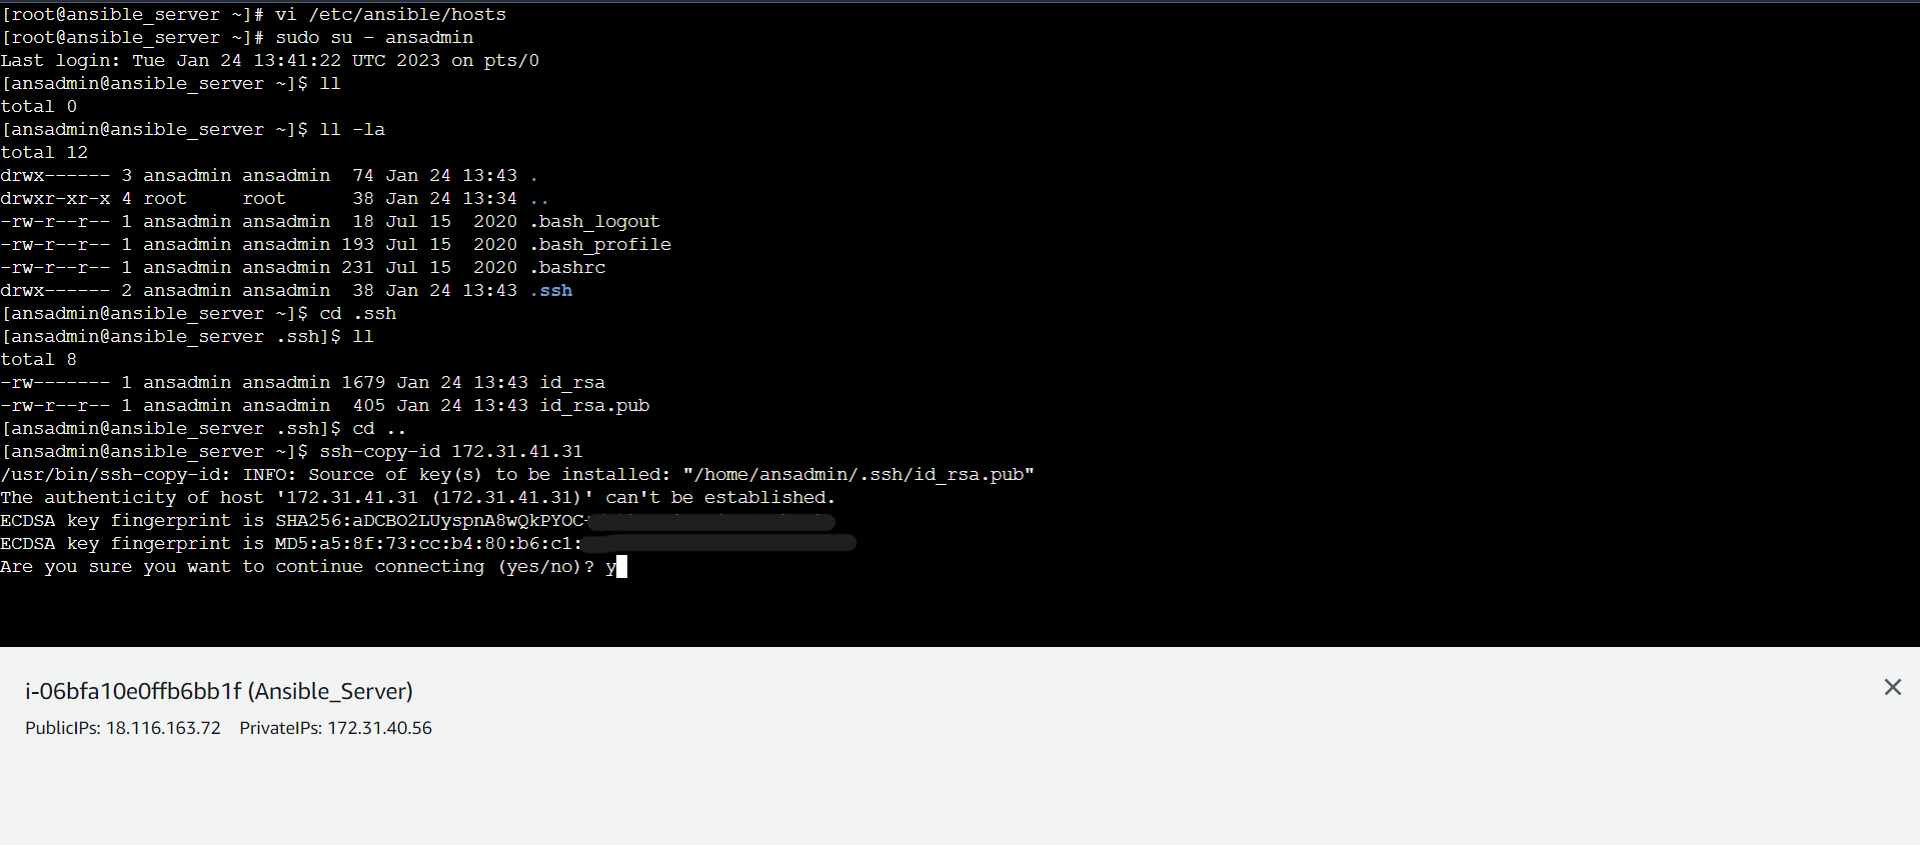 [root@ansible_server ~]# vi /etc/ansible/hosts
[root@ansible_server ~]# sudo su - ansadmin
Last login: Tue Jan 24 13:41:22 UTC 2023 on pts/0
[ansadmin@ansible_server ~]$ ll
total 0
[ansadmin@ansible_server ~]$ ll -la
total 12
drwx------ 3 ansadmin ansadmin  74 Jan 24 13:43 .
drwxr-xr-x 4 root     root      38 Jan 24 13:34 ..
-rw-r--r-- 1 ansadmin ansadmin  18 Jul 15  2020 .bash_logout
-rw-r--r-- 1 ansadmin ansadmin 193 Jul 15  2020 .bash_profile
-rw-r--r-- 1 ansadmin ansadmin 231 Jul 15  2020 .bashrc
drwx------ 2 ansadmin ansadmin  38 Jan 24 13:43 .ssh
[ansadmin@ansible_server ~]$ cd .ssh
[ansadmin@ansible_server .ssh]$ ll
total 8
-rw------- 1 ansadmin ansadmin 1679 Jan 24 13:43 id_rsa
-rw-r--r-- 1 ansadmin ansadmin  405 Jan 24 13:43 id_rsa.pub
[ansadmin@ansible_server .ssh]$ cd ..
[ansadmin@ansible_server ~]$ ssh-copy-id 172.31.41.31
/usr/bin/ssh-copy-id: INFO: Source of key(s) to be installed: "/home/ansadmin/.ssh/id_rsa.pub"
The authenticity of host '172.31.41.31 (172.31.41.31)' can't be established.
ECDSA key fingerprint is SHA256:aDCBO2LUyspnA8wQkPYOC
ECDSA key fingerprint is MD5:a5:8f:73:cc:b4:80:b6:c1:
Are you sure you want to continue connecting (yes/no)? y
i-06bfa10e0ffb6bb1f (Ansible_Server)
PublicIPs: 18.116.163.72    PrivateIPs: 172.31.40.56